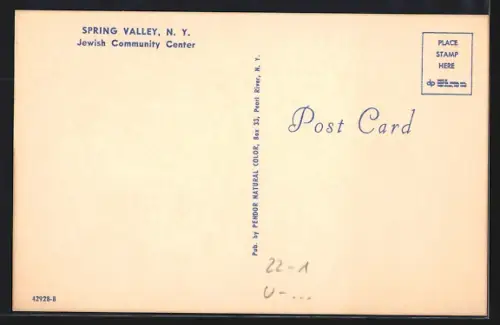 SPRING VALLEY, N. Y.
Jewish Community Center
PLACE
STAMP
HERE
dp
Post Card
Pub. by PENDOR NATURAL COLOR, Box 33, Pearl River, N. Y.
22-1
42928-B